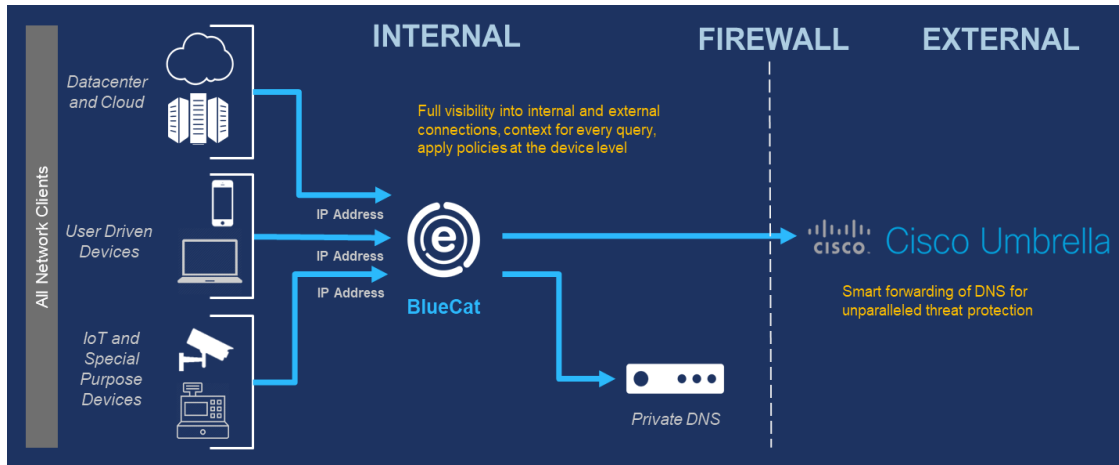 INTERNAL
FIREWALL
EXTERNAL
All Network Clients
Datacenter
and Cloud
Full visibility into internal and external
connections, context for every query,
apply policies at the device level
User Driven
Devices
IP Address
IP Address
IP Address
e
BlueCat
CISCO.
Cisco Umbrella
Smart forwarding of DNS for
unparalleled threat protection
IoT and
Special
Purpose
Devices
Private DNS